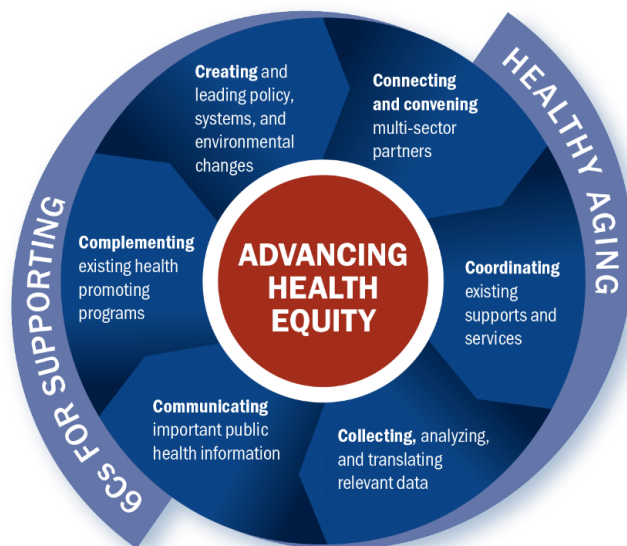 6Cs FOR SUPPORTING
HEALTHY AGING
Creating and
leading policy,
systems, and
environmental
changes
Connecting
and convening
multi-sector
partners
Coordinating
existing
supports and
services
Collecting, analyzing,
and translating
relevant data
Communicating
important public
health information
Complementing
existing health
promoting
programs
ADVANCING
HEALTH
EQUITY